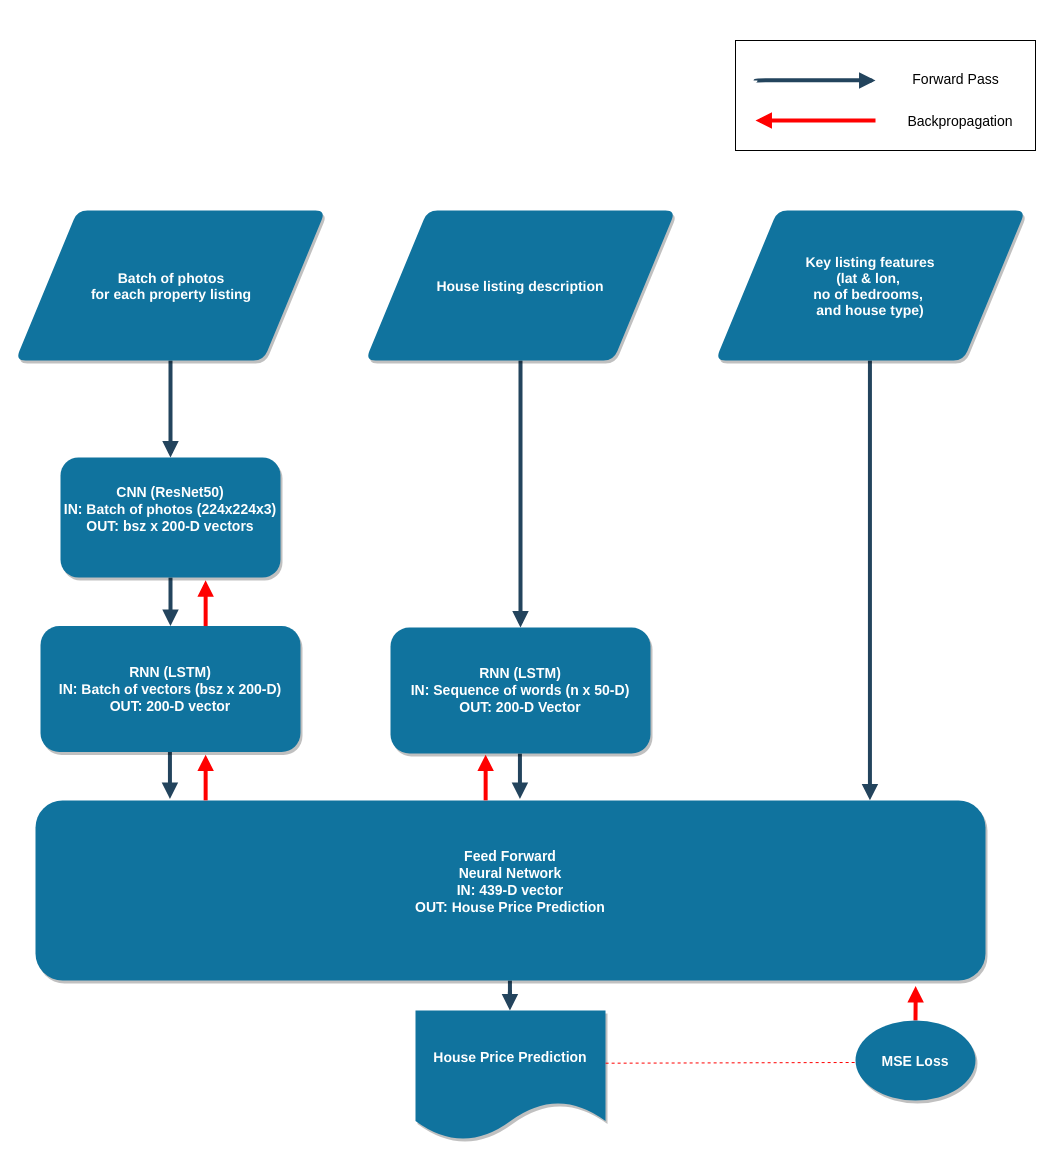 Forward Pass
Backpropagation
Batch of photos
for each property listing
House listing description
Key listing features
(lat & lon,
no of bedrooms,
and house type)
CNN (ResNet50)
IN: Batch of photos (224x224x3)
OUT: bsz x 200-D vectors
RNN (LSTM)
IN: Batch of vectors (bsz x 200-D)
OUT: 200-D vector
RNN (LSTM)
IN: Sequence of words (n x 50-D)
OUT: 200-D Vector
Feed Forward
Neural Network
IN: 439-D vector
OUT: House Price Prediction
House Price Prediction
MSE Loss